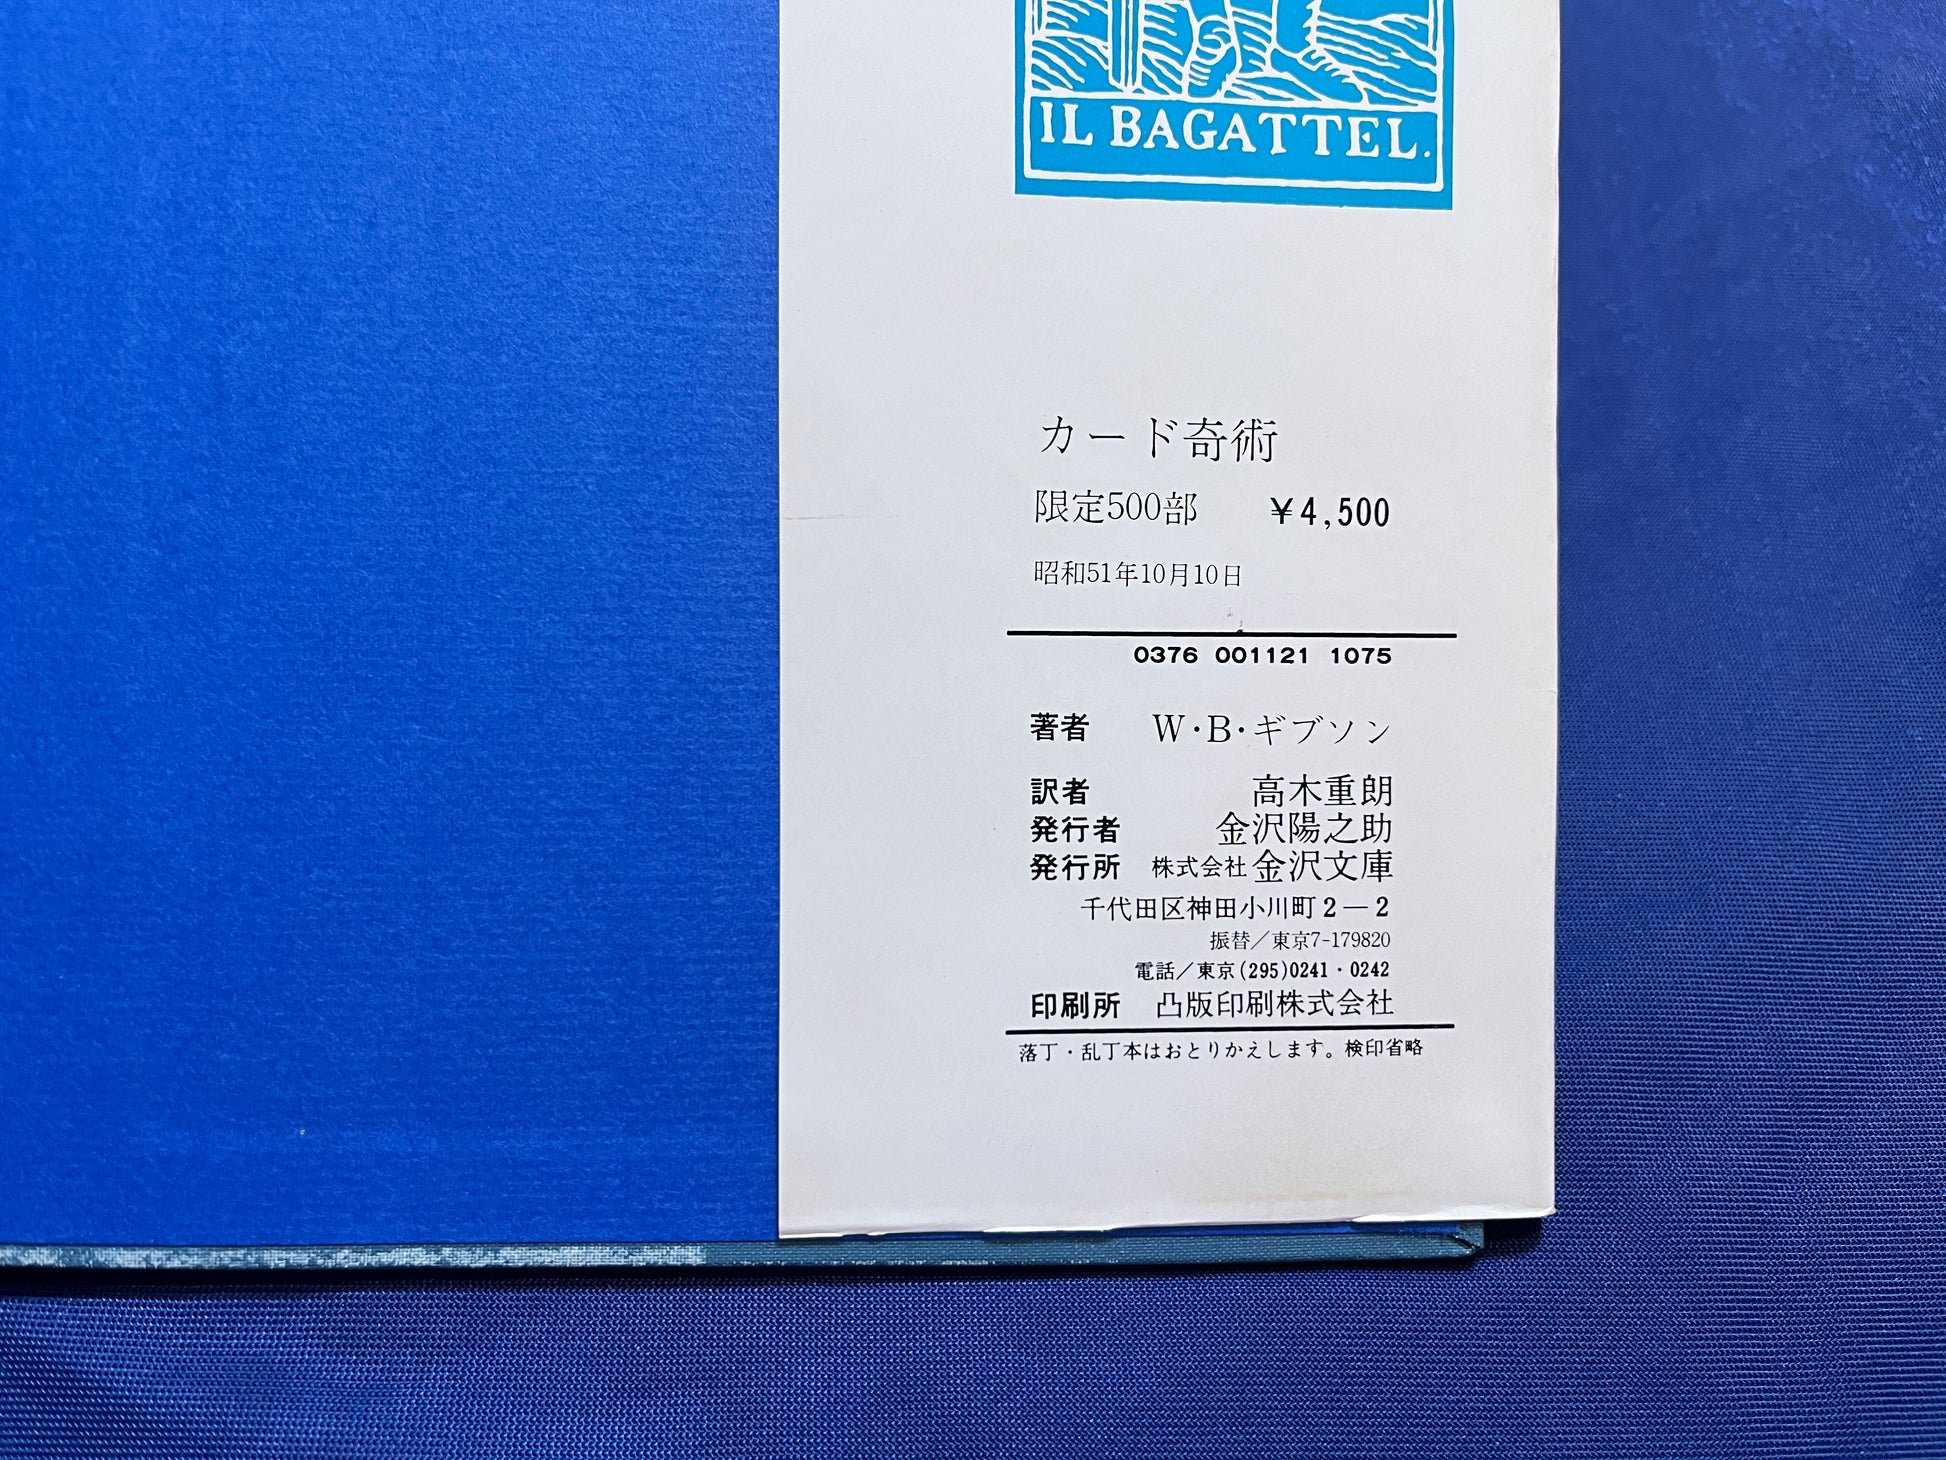 IL BAGATTEL.
カード奇術
限定500部 ￥4,500
昭和51年10月10日
0376 001121 1075
著者 W・B・ギブソン
訳者 高木重朗
発行者 金沢陽之助
発行所 株式会社金沢文庫
千代田区神田小川町2―2
振替／東京7-179820
電話／東京(295)0241・0242
印刷所 凸版印刷株式会社
落丁・乱丁本はおとりかえします。検印省略